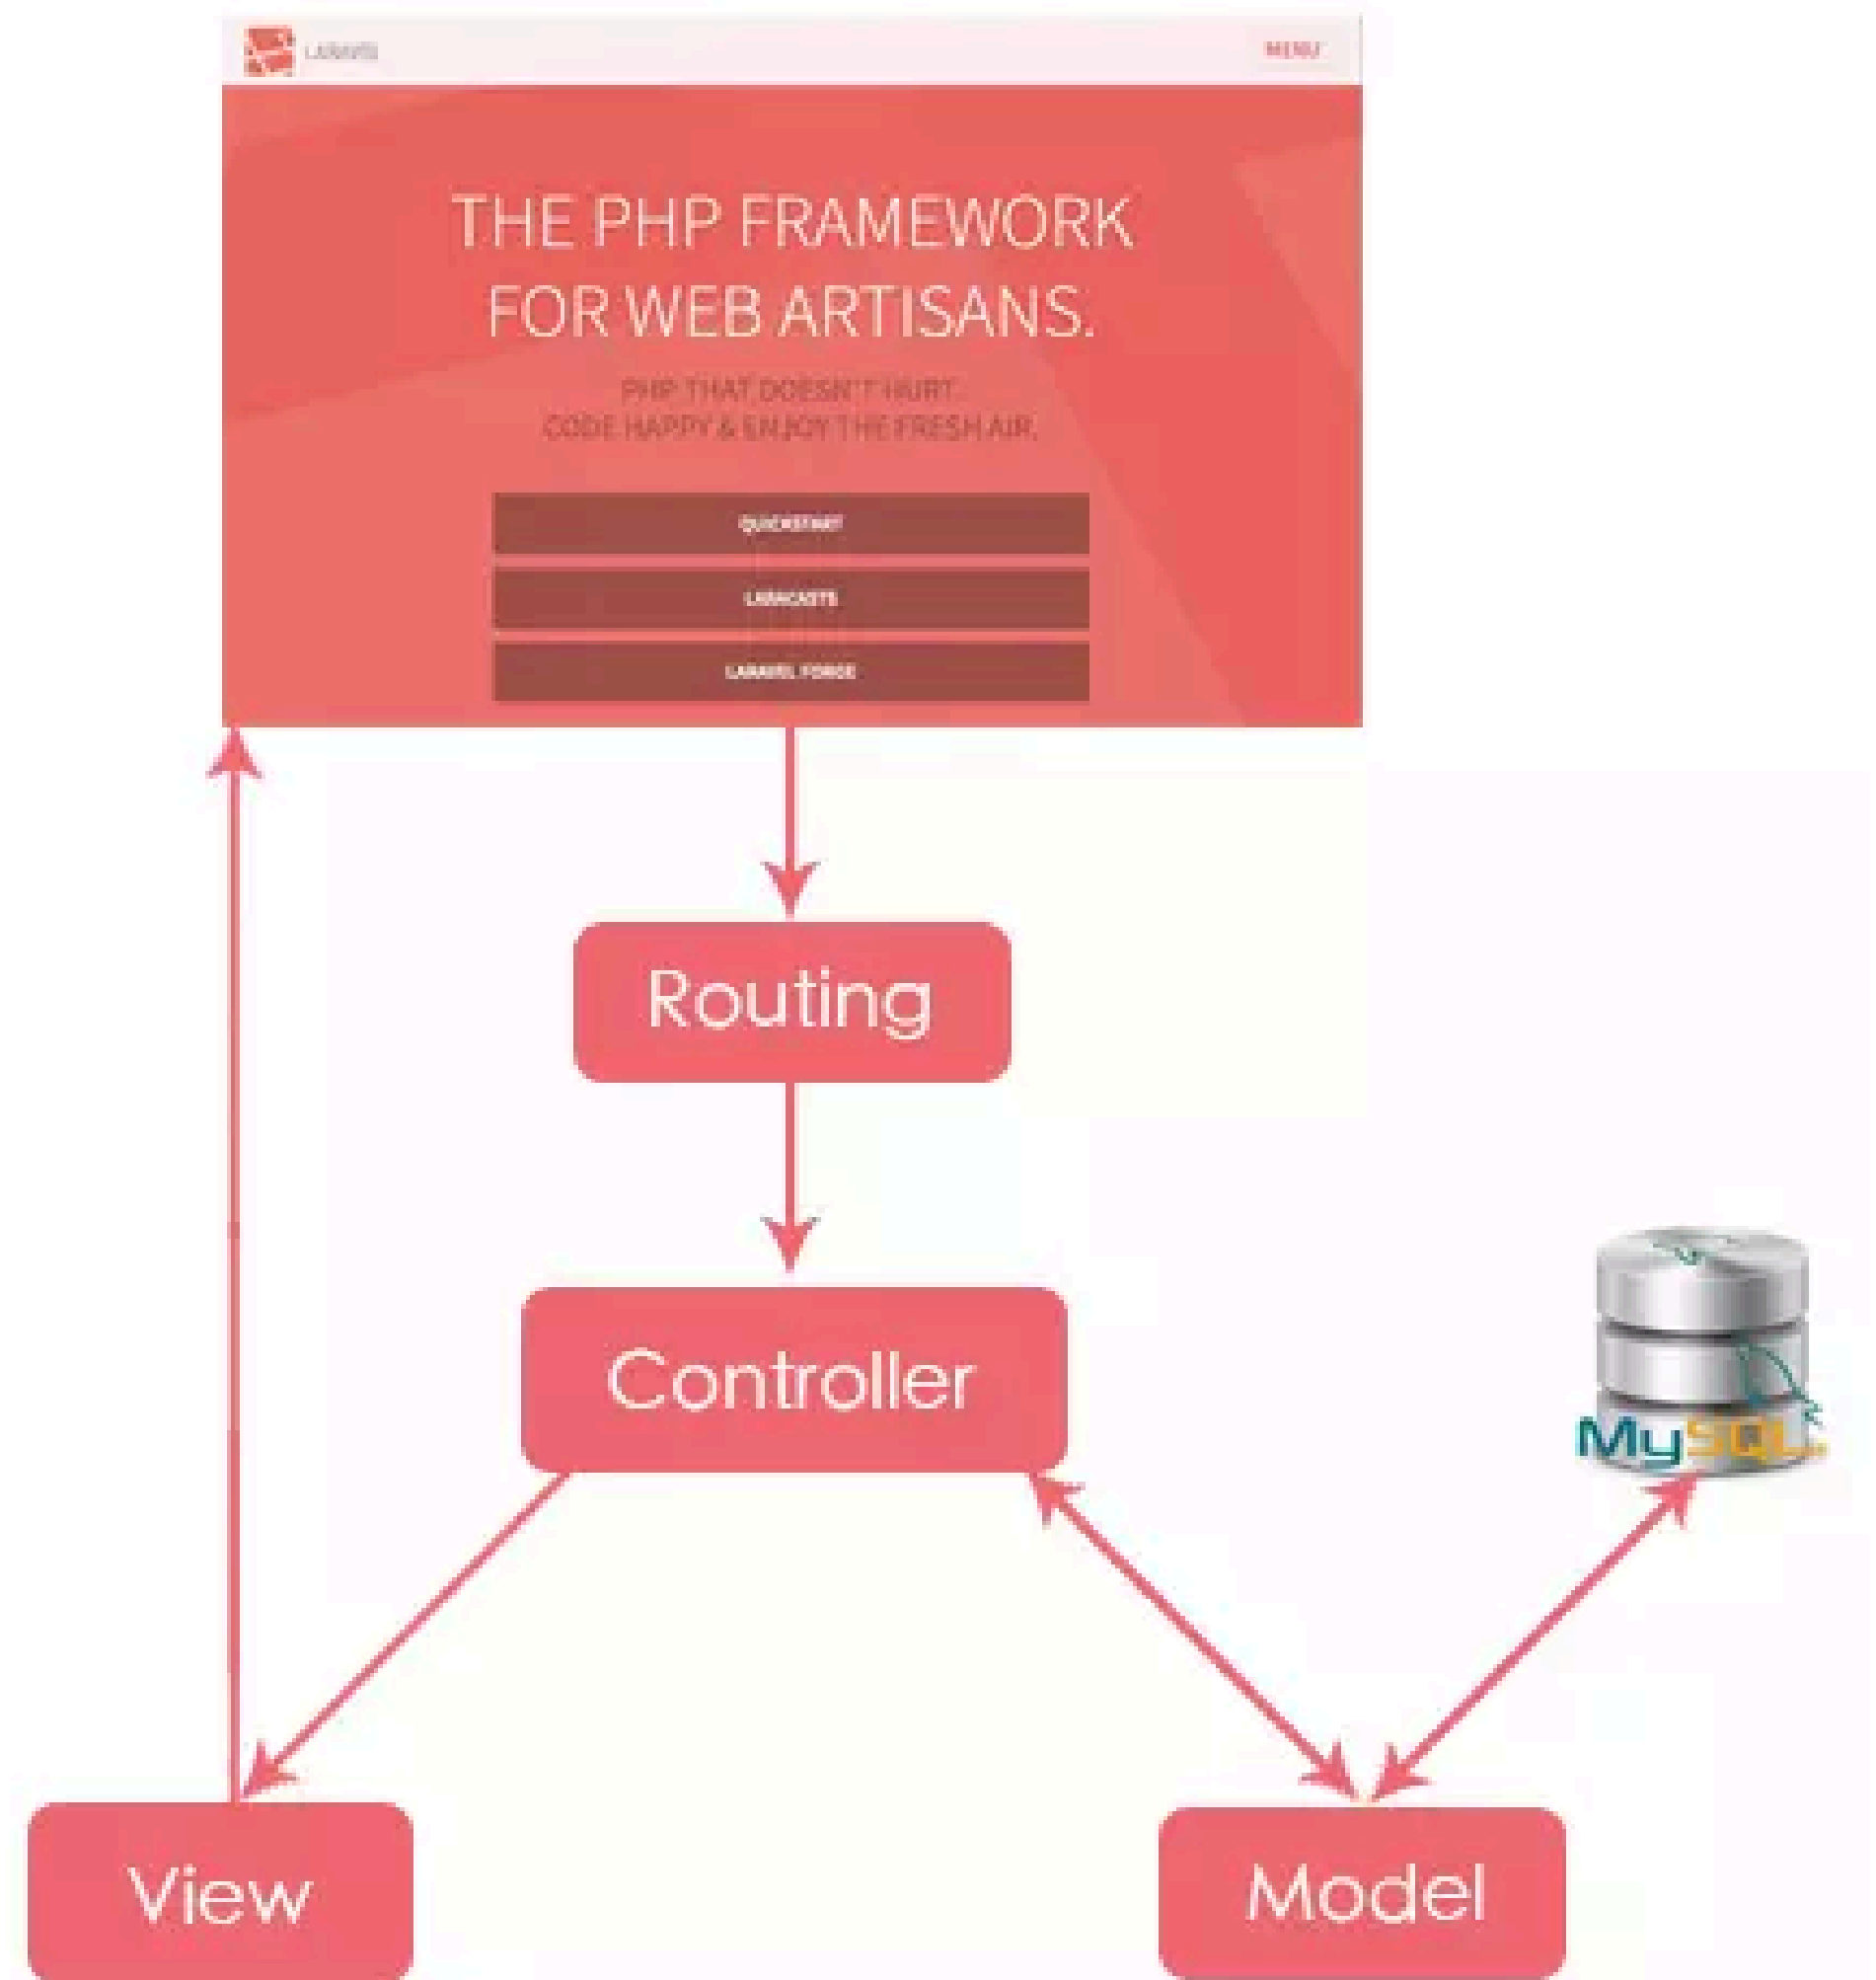 LARAVEL
MENU
THE PHP FRAMEWORK
FOR WEB ARTISANS.
PHP THAT DOESN'T HURT.
CODE HAPPY & ENJOY THE FRESH AIR.
QUICKSTART
LARACASTS
LARAVEL FORGE
Routing
Controller
MySQL
View
Model